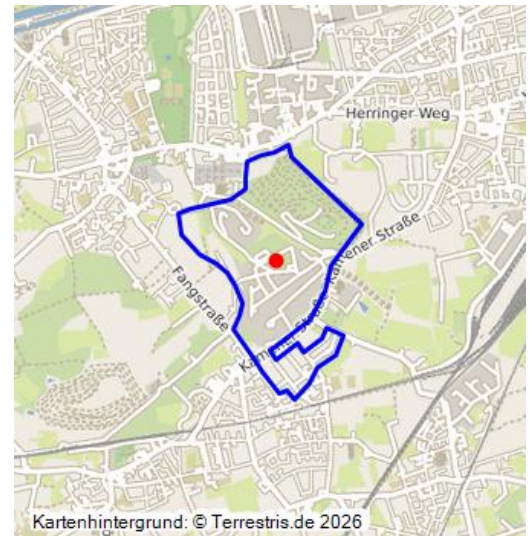 Herringer Weg
Kamener Straße
Fangstraße
Kamener Straße
Kartenhintergrund: © Terrestris.de 2026